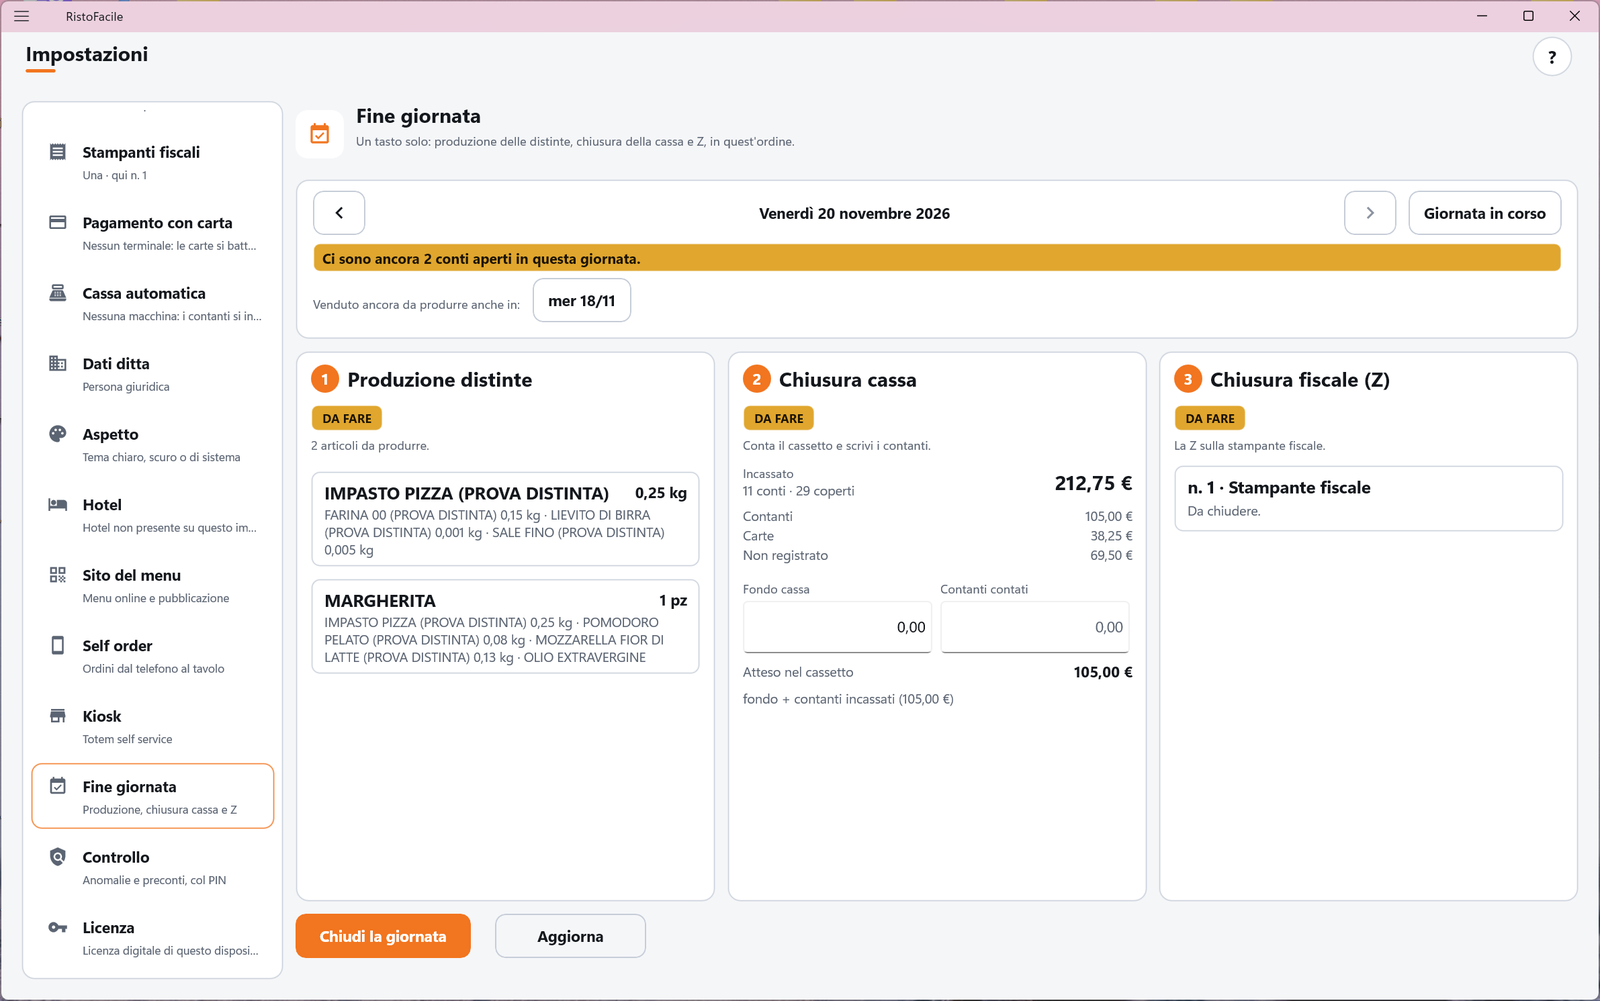 RistoFacile
Impostazioni
?
Stampanti fiscali
Una · qui n. 1
Pagamento con carta
Nessun terminale: le carte si batt...
Cassa automatica
Nessuna macchina: i contanti si in...
Dati ditta
Persona giuridica
Aspetto
Tema chiaro, scuro o di sistema
Hotel
Hotel non presente su questo im...
Sito del menu
Menu online e pubblicazione
Self order
Ordini dal telefono al tavolo
Kiosk
Totem self service
Fine giornata
Produzione, chiusura cassa e Z
Controllo
Anomalie e preconti, col PIN
Licenza
Licenza digitale di questo disposi...
Fine giornata
Un tasto solo: produzione delle distinte, chiusura della cassa e Z, in quest'ordine.
Venerdì 20 novembre 2026
Giornata in corso
Ci sono ancora 2 conti aperti in questa giornata.
Venduto ancora da produrre anche in:
mer 18/11
1 Produzione distinte
DA FARE
2 articoli da produrre.
IMPASTO PIZZA (PROVA DISTINTA) 0,25 kg
FARINA 00 (PROVA DISTINTA) 0,15 kg · LIEVITO DI BIRRA
(PROVA DISTINTA) 0,001 kg · SALE FINO (PROVA DISTINTA)
0,005 kg
MARGHERITA 1 pz
IMPASTO PIZZA (PROVA DISTINTA) 0,25 kg · POMODORO
PELATO (PROVA DISTINTA) 0,08 kg · MOZZARELLA FIOR DI
LATTE (PROVA DISTINTA) 0,13 kg · OLIO EXTRAVERGINE
2 Chiusura cassa
DA FARE
Conta il cassetto e scrivi i contanti.
Incassato
11 conti · 29 coperti
212,75 €
Contanti 105,00 €
Carte 38,25 €
Non registrato 69,50 €
Fondo cassa Contanti contati
0,00 0,00
Atteso nel cassetto 105,00 €
fondo + contanti incassati (105,00 €)
3 Chiusura fiscale (Z)
DA FARE
La Z sulla stampante fiscale.
n. 1 · Stampante fiscale
Da chiudere.
Chiudi la giornata
Aggiorna